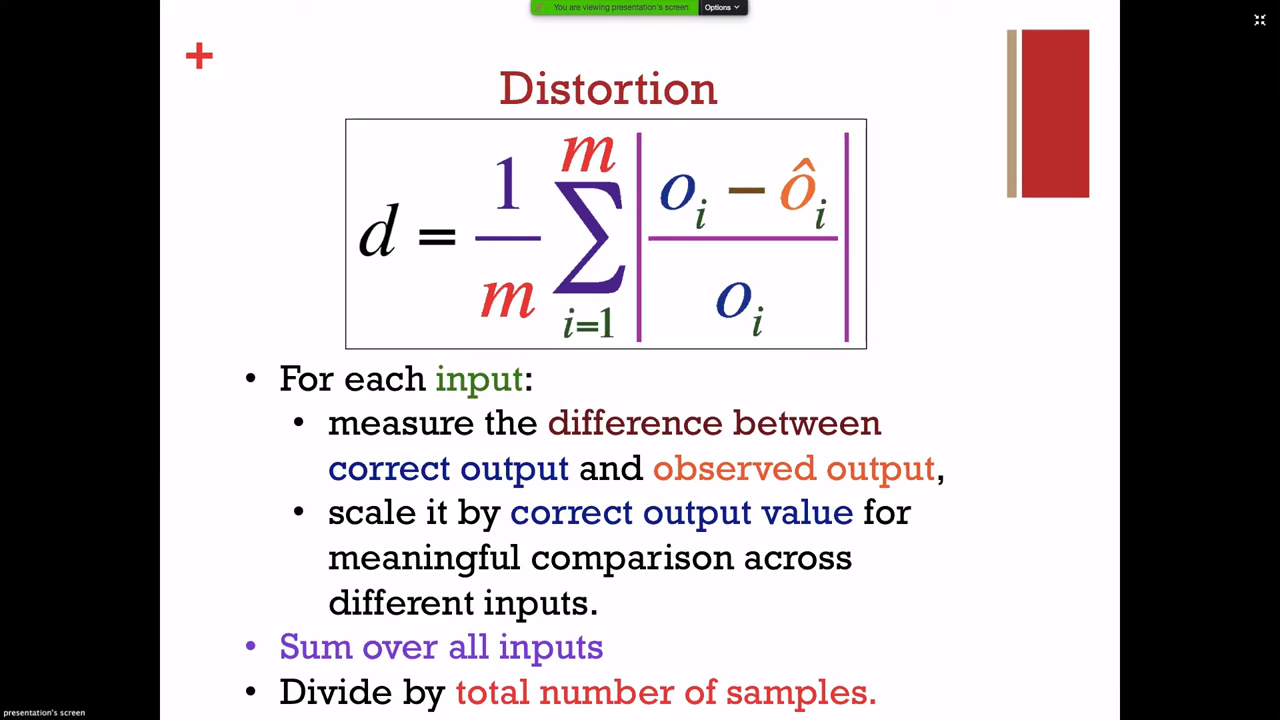 You are viewing presentation's screen Options
+
Distortion
d = 1/m ∑_{i=1}^{m} | (o_i − ô_i) / o_i |
• For each input:
• measure the difference between
correct output and observed output,
• scale it by correct output value for
meaningful comparison across
different inputs.
• Sum over all inputs
• Divide by total number of samples.
presentation's screen